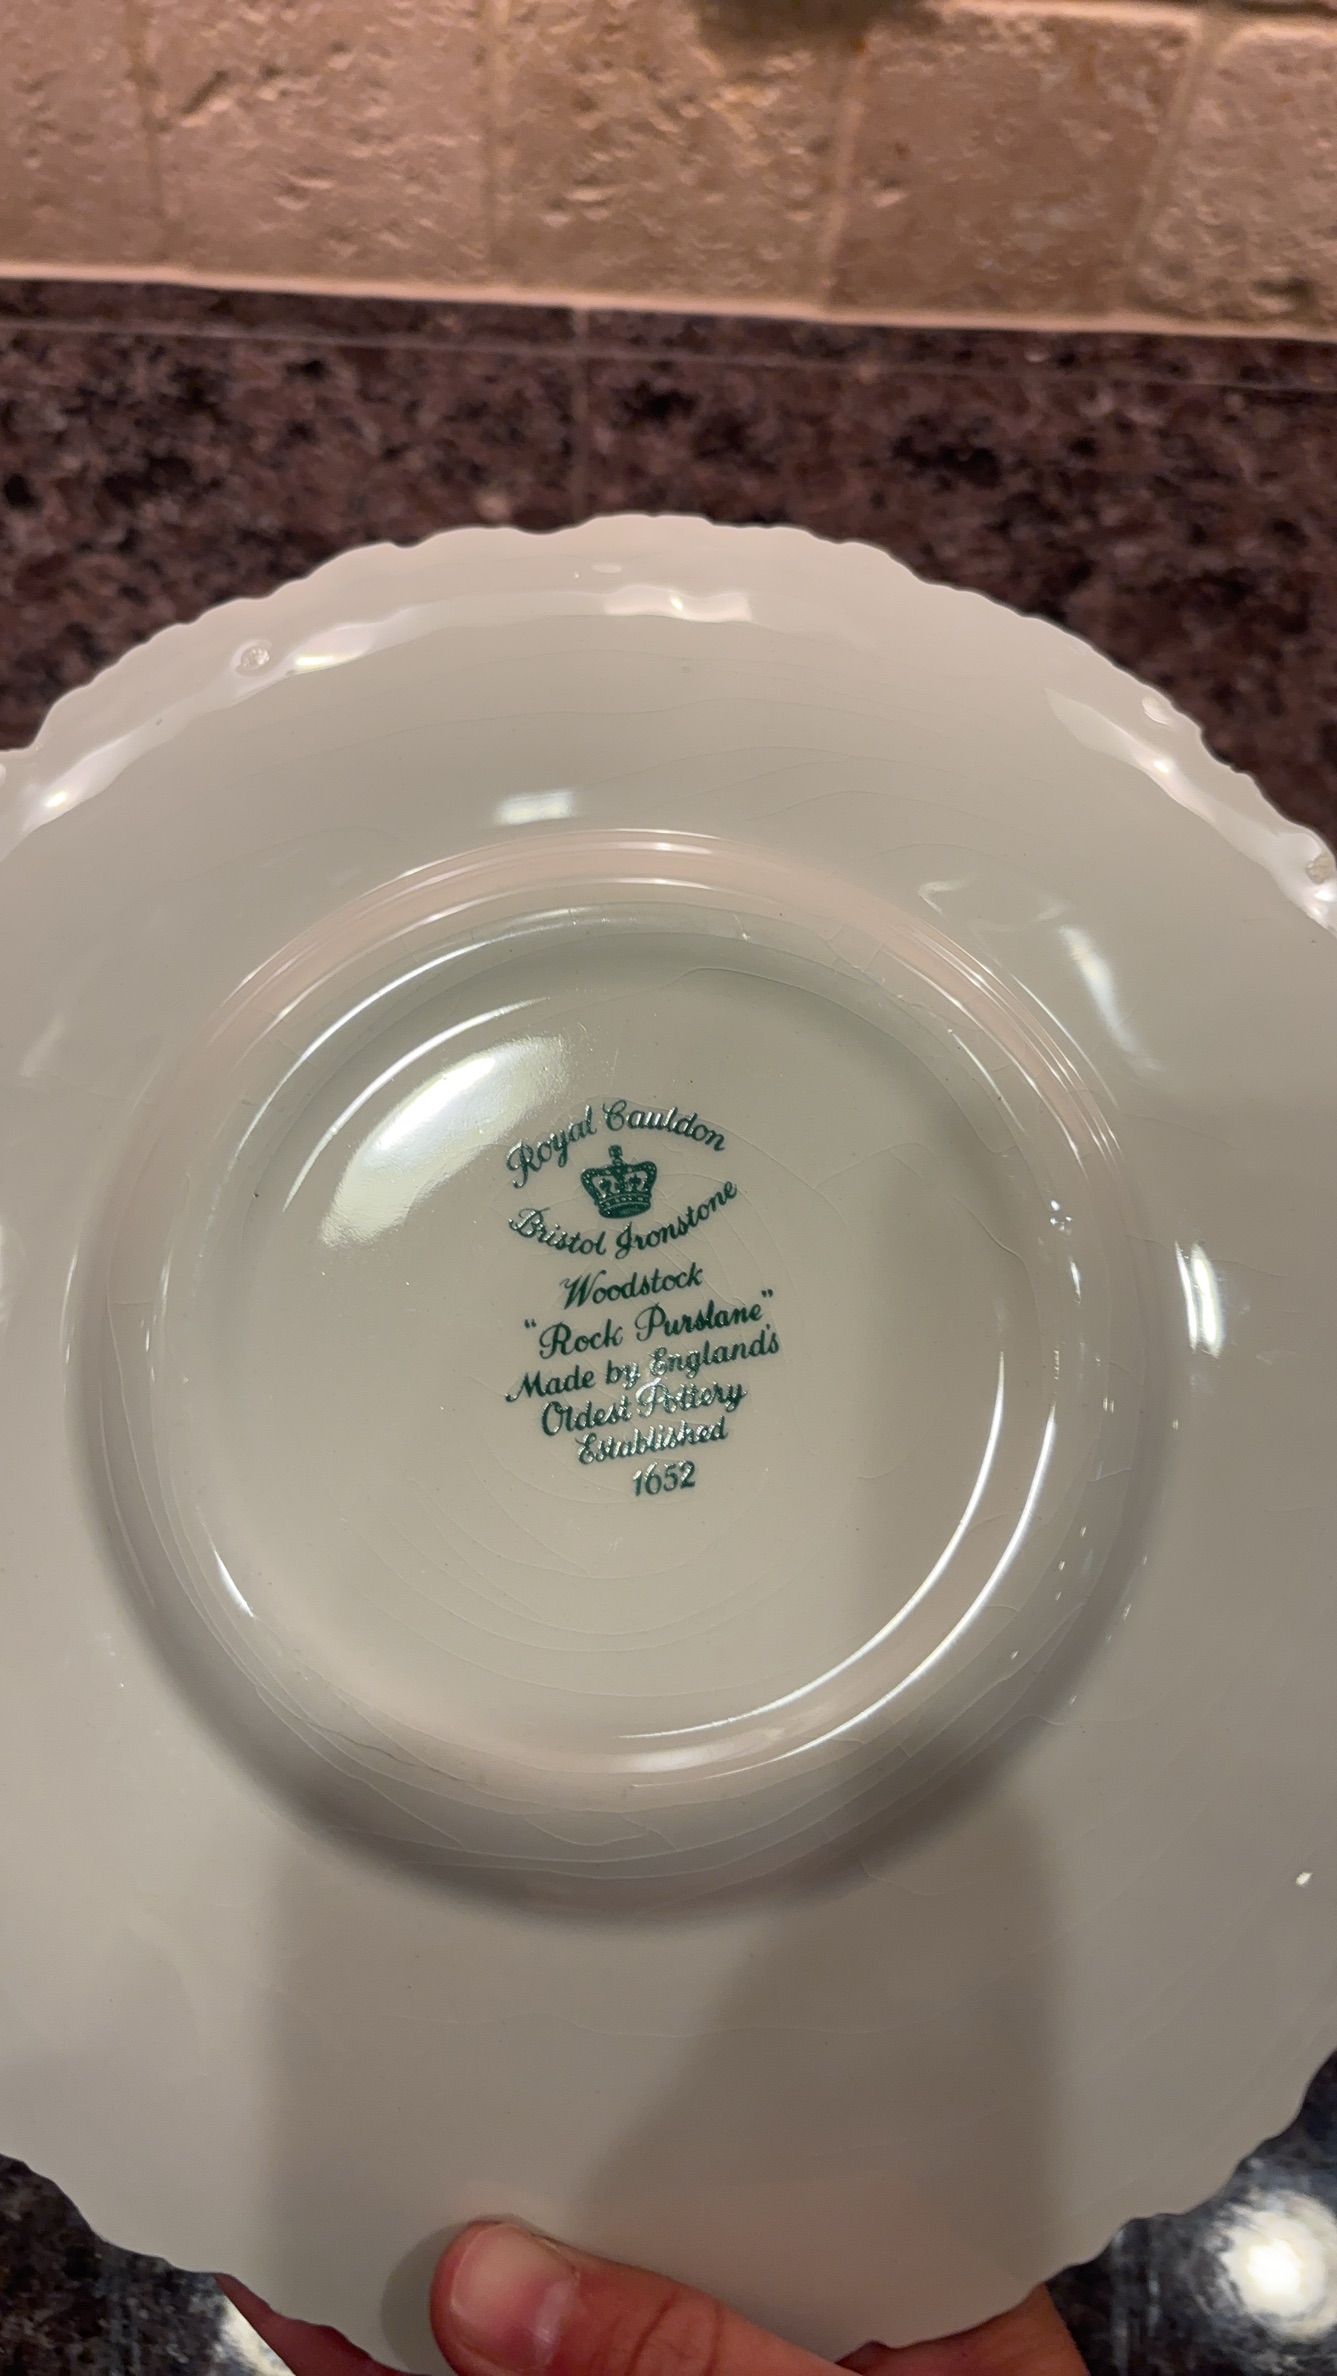 Royal Cauldon
Bristol Ironstone
Woodstock
"Rock Purslane"
Made by England's
Oldest Pottery
Established
1652